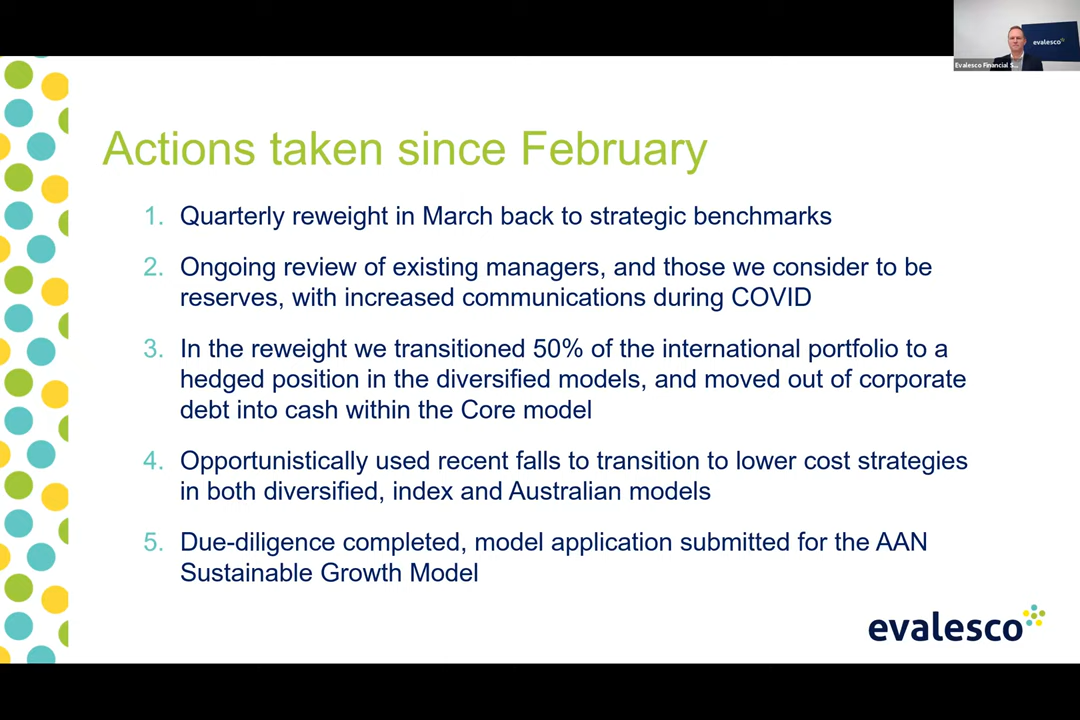 evalesco
Evalesco Financial S...
Actions taken since February
1. Quarterly reweight in March back to strategic benchmarks
2. Ongoing review of existing managers, and those we consider to be
reserves, with increased communications during COVID
3. In the reweight we transitioned 50% of the international portfolio to a
hedged position in the diversified models, and moved out of corporate
debt into cash within the Core model
4. Opportunistically used recent falls to transition to lower cost strategies
in both diversified, index and Australian models
5. Due-diligence completed, model application submitted for the AAN
Sustainable Growth Model
evalesco